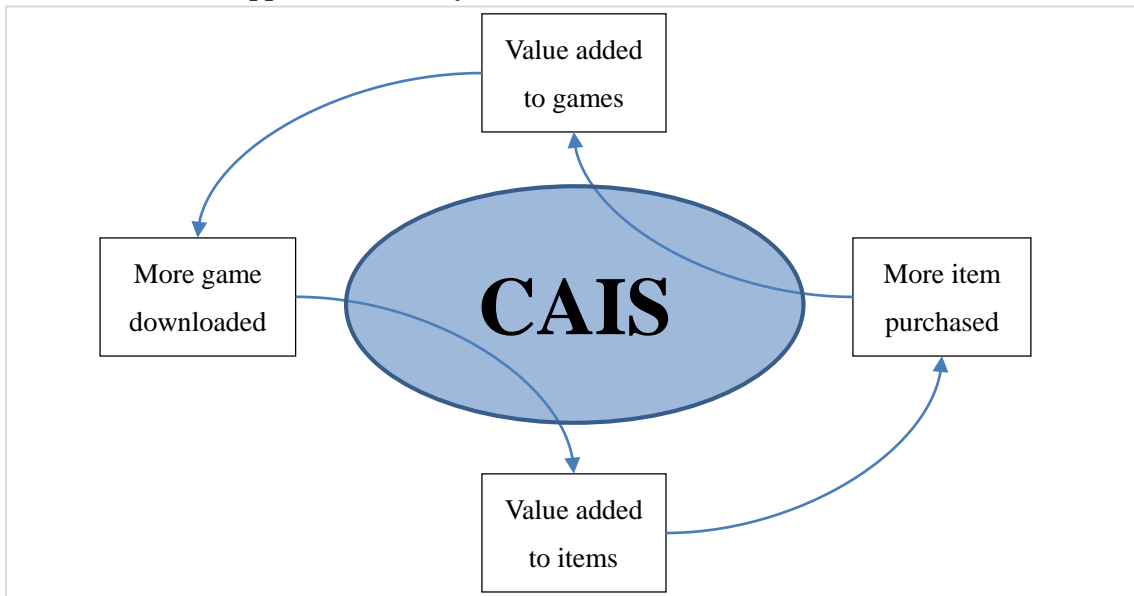 Value added
to games
More game
downloaded
CAIS
More item
purchased
Value added
to items